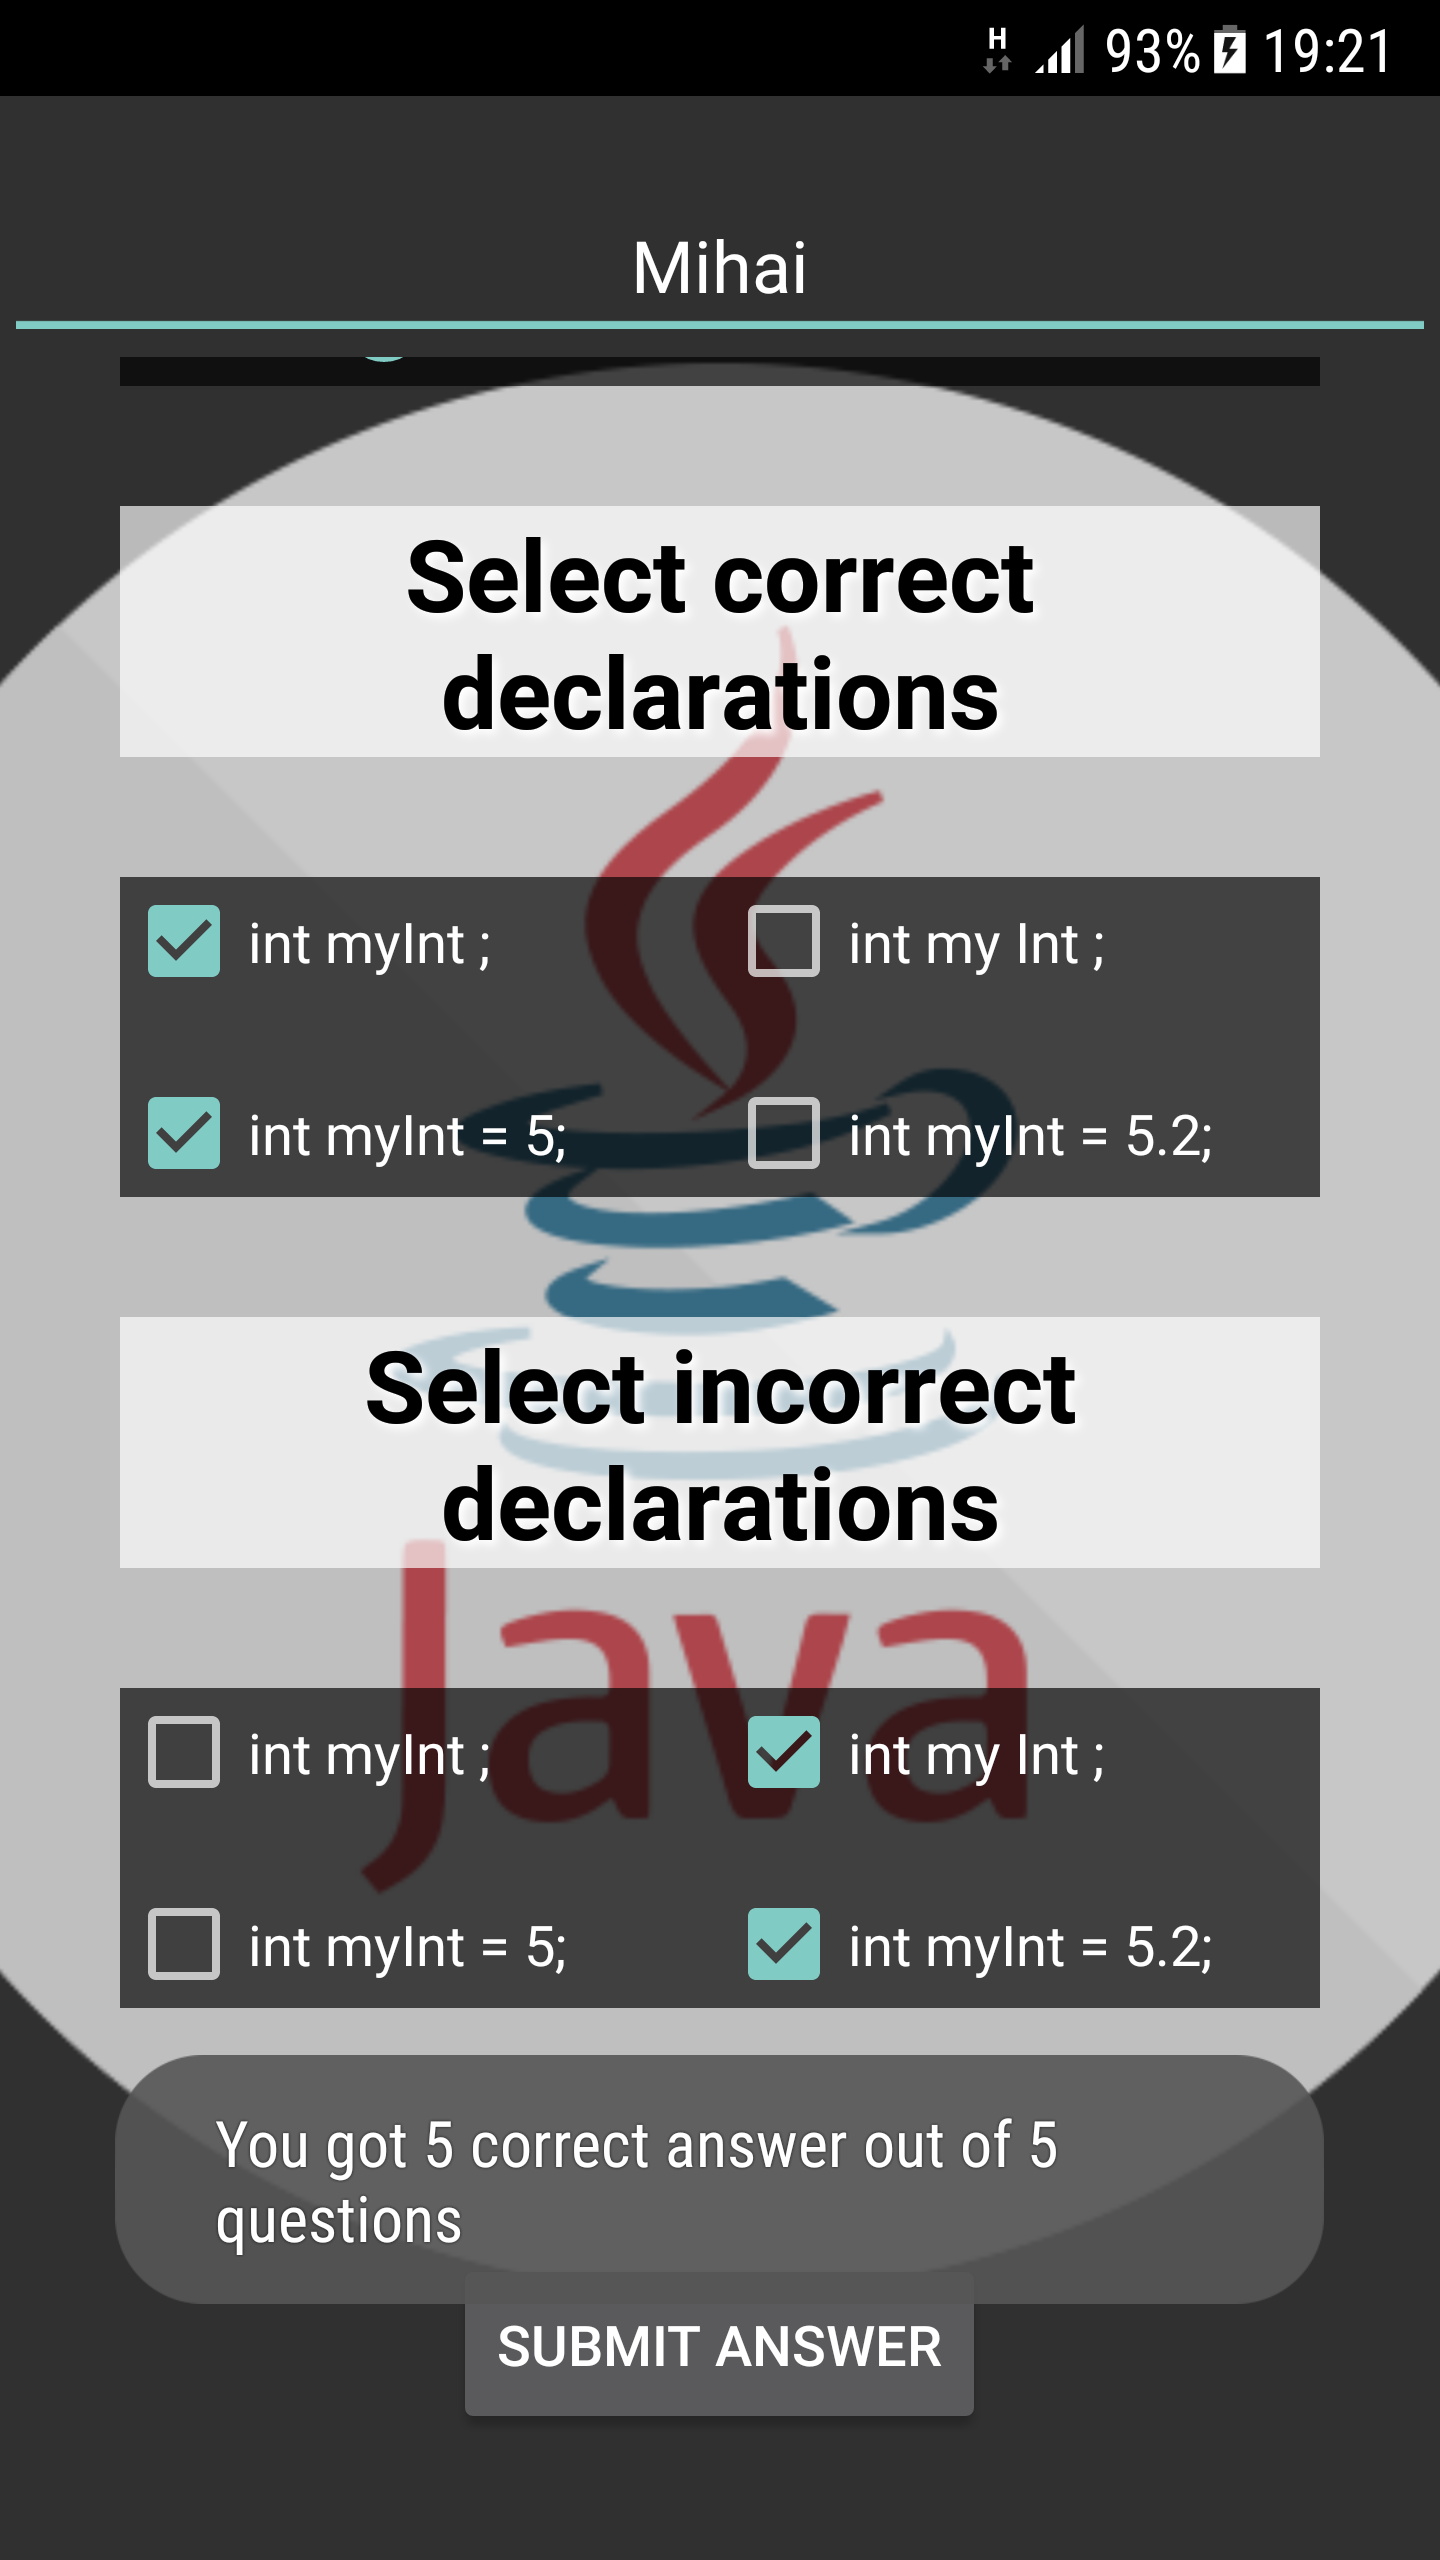 H 93% 19:21
Mihai
Select correct
declarations
int myInt ;
int my Int ;
int myInt = 5;
int myInt = 5.2;
Select incorrect
declarations
Java
int myInt ;
int my Int ;
int myInt = 5;
int myInt = 5.2;
You got 5 correct answer out of 5
questions
SUBMIT ANSWER